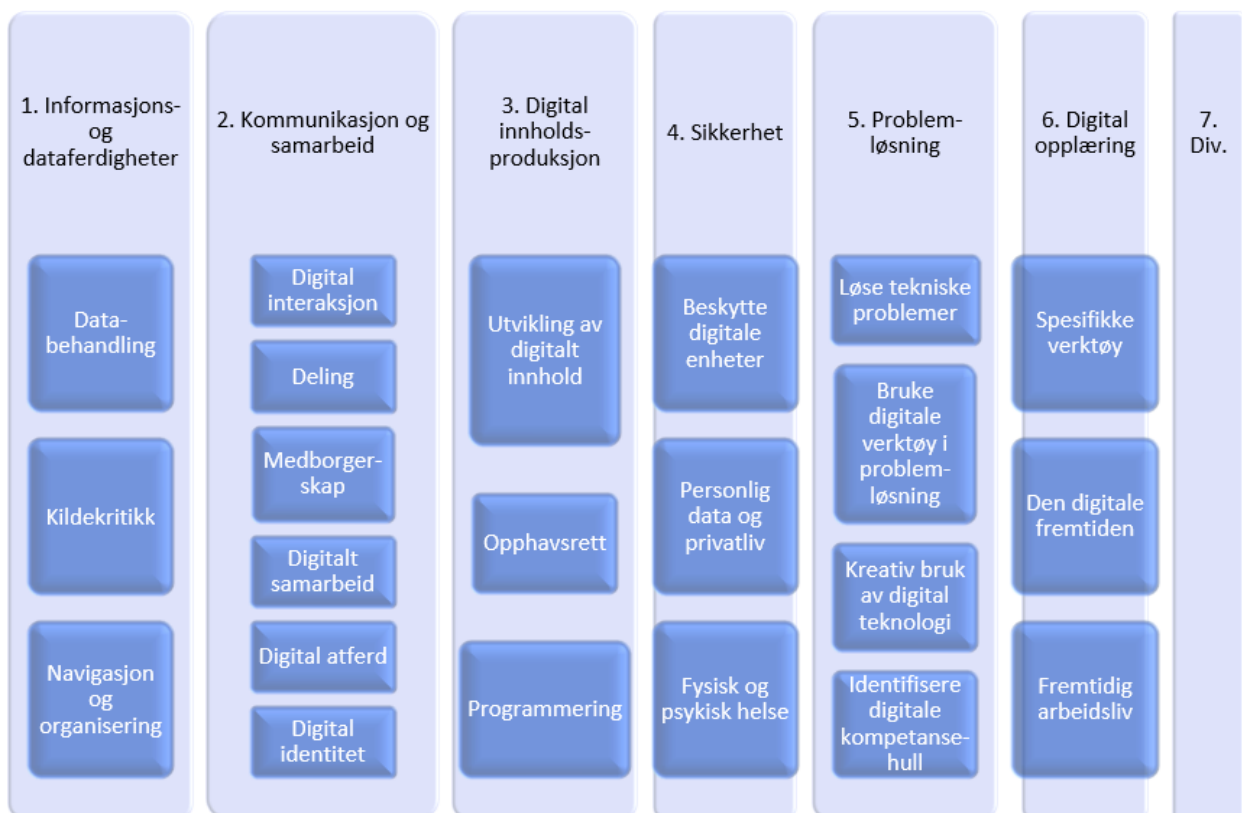 1. Informasjons-
og
dataferdigheter
Data-
behandling
Kildekritikk
Navigasjon
og
organisering
2. Kommunikasjon og
samarbeid
Digital
interaksjon
Deling
Medborger-
skap
Digitalt
samarbeid
Digital atferd
Digital
identitet
3. Digital
innholds-
produksjon
Utvikling av
digitalt
innhold
Opphavsrett
Programmering
4. Sikkerhet
Beskytte
digitale
enheter
Personlig
data og
privatliv
Fysisk og
psykisk helse
5. Problem-
løsning
Løse tekniske
problemer
Bruke
digitale
verktøy i
problem-
løsning
Kreativ bruk
av digital
teknologi
Identifisere
digitale
kompetanse-
hull
6. Digital
opplæring
Spesifikke
verktøy
Den digitale
fremtiden
Fremtidig
arbeidsliv
7.
Div.